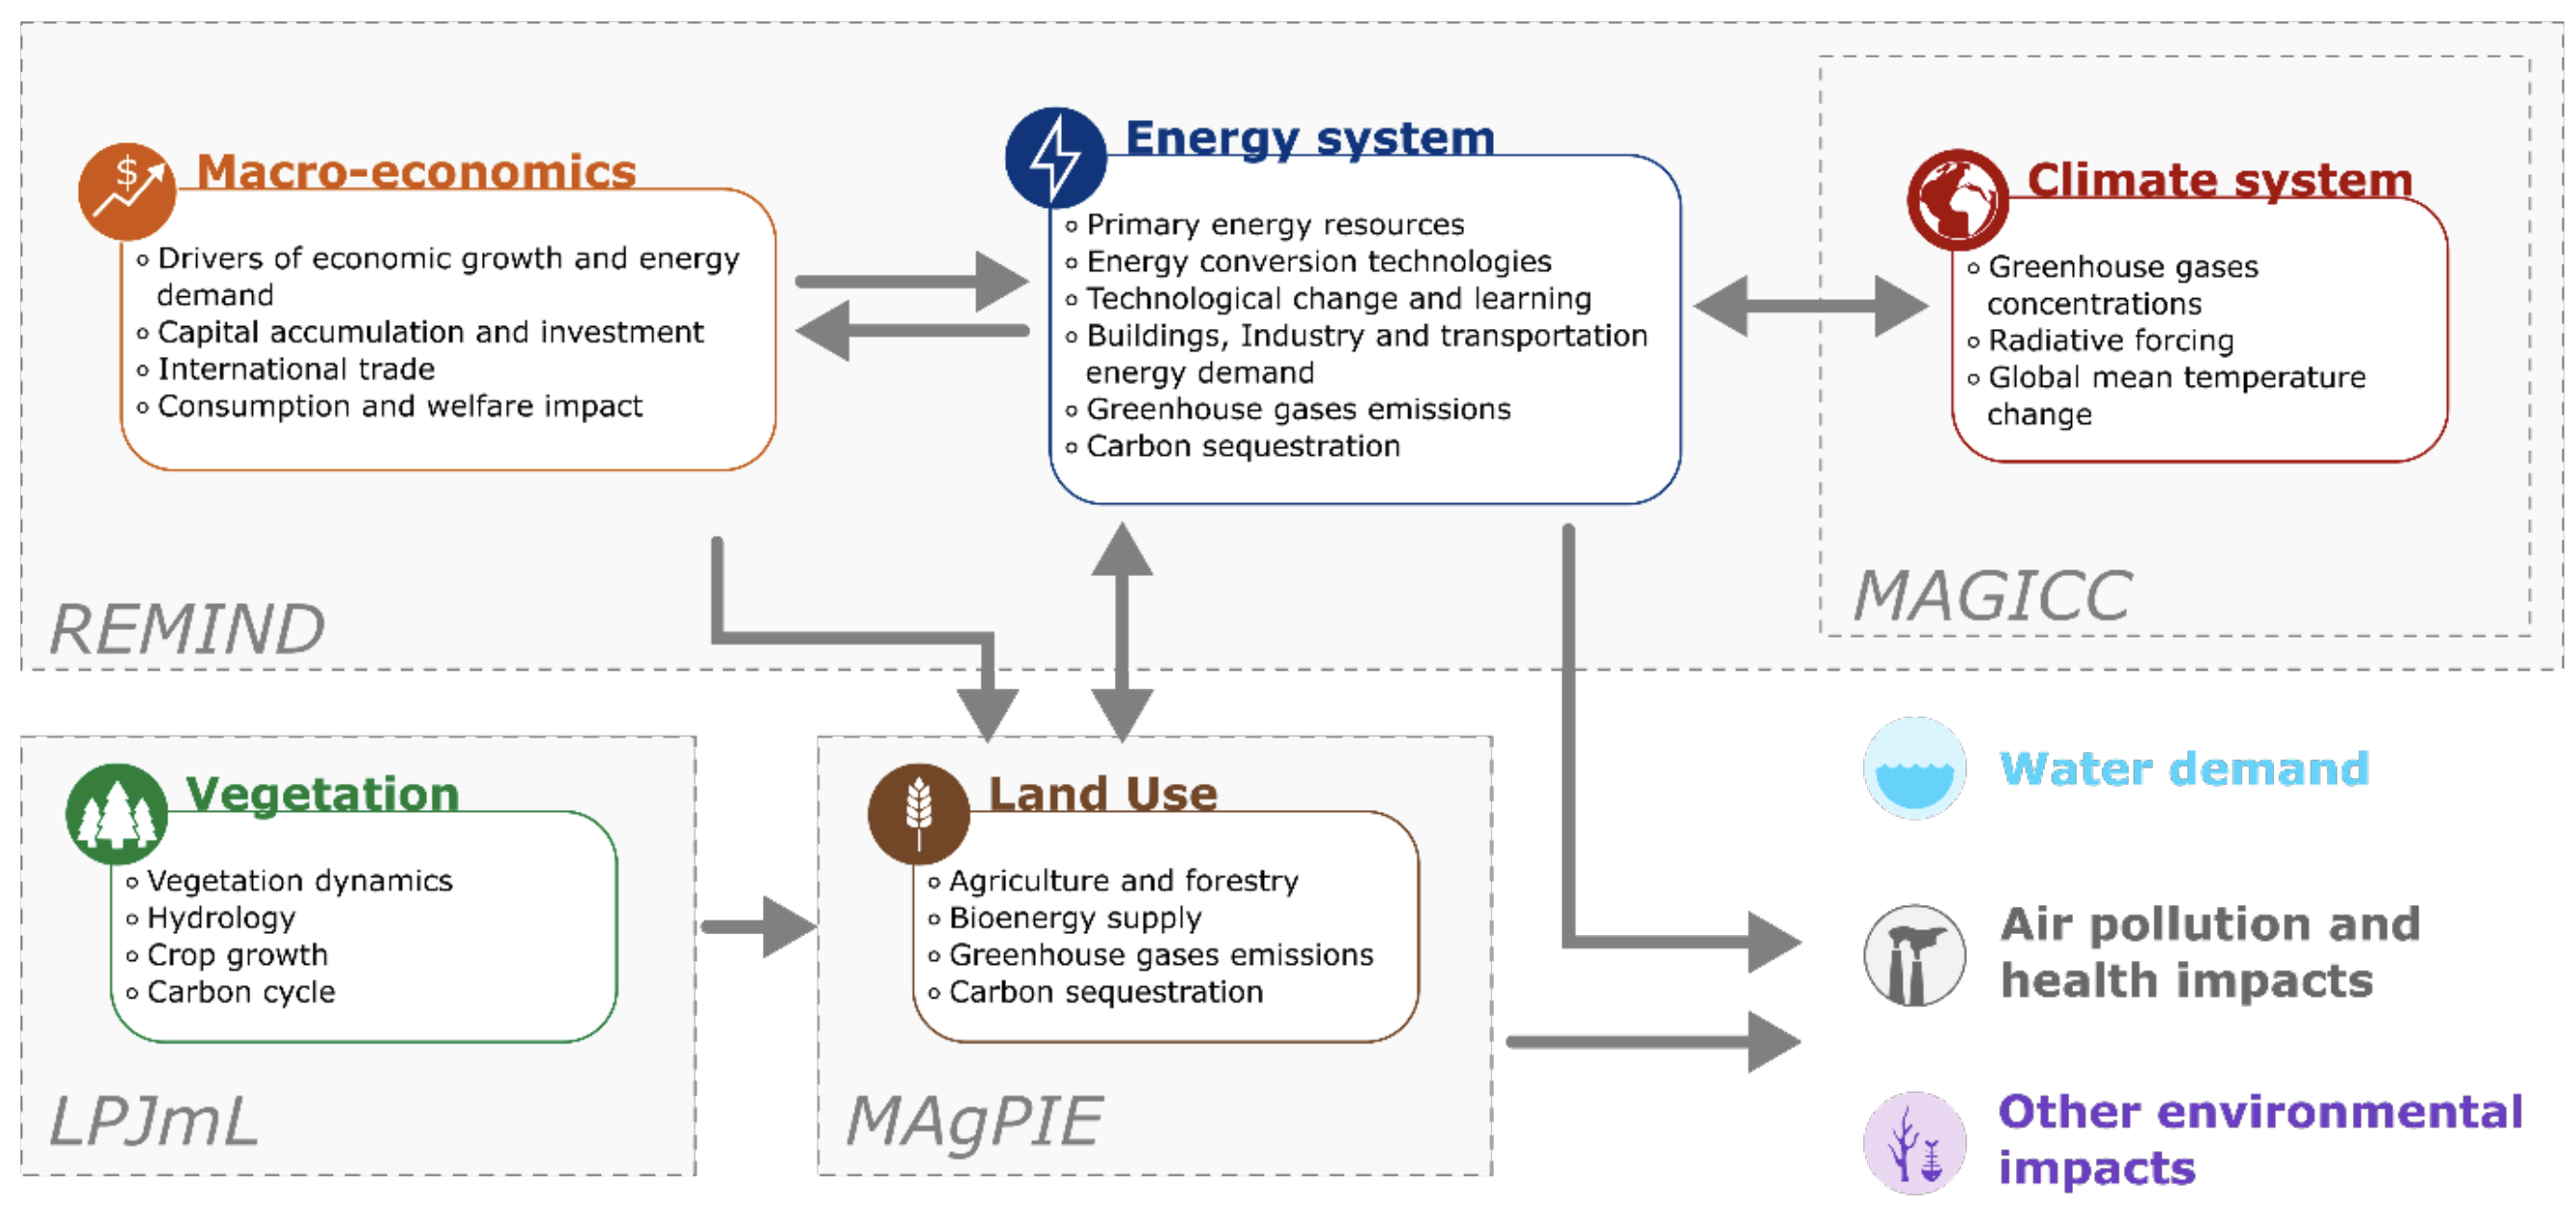 Macro-economics
$
◦ Drivers of economic growth and energy
demand
◦ Capital accumulation and investment
◦ International trade
◦ Consumption and welfare impact
Energy system
◦ Primary energy resources
◦ Energy conversion technologies
◦ Technological change and learning
◦ Buildings, Industry and transportation
energy demand
◦ Greenhouse gases emissions
◦ Carbon sequestration
Climate system
◦ Greenhouse gases
concentrations
◦ Radiative forcing
◦ Global mean temperature
change
REMIND
MAGICC
Vegetation
◦ Vegetation dynamics
◦ Hydrology
◦ Crop growth
◦ Carbon cycle
LPJmL
Land Use
◦ Agriculture and forestry
◦ Bioenergy supply
◦ Greenhouse gases emissions
◦ Carbon sequestration
MAgPIE
Water demand
Air pollution and
health impacts
Other environmental
impacts